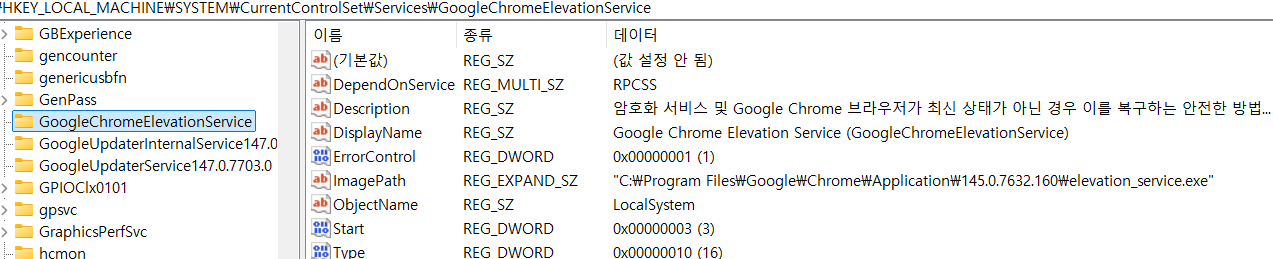 HKEY_LOCAL_MACHINE₩SYSTEM₩CurrentControlSet₩Services₩GoogleChromeElevationService
GBExperience
gencounter
genericusbfn
GenPass
GoogleChromeElevationService
GoogleUpdaterInternalService147.0
GoogleUpdaterService147.0.7703.0
GPIOClx0101
gpsvc
GraphicsPerfSvc
hcmon
이름 종류 데이터
(기본값) REG_SZ (값 설정 안 됨)
DependOnService REG_MULTI_SZ RPCSS
Description REG_SZ 암호화 서비스 및 Google Chrome 브라우저가 최신 상태가 아닌 경우 이를 복구하는 안전한 방법...
DisplayName REG_SZ Google Chrome Elevation Service (GoogleChromeElevationService)
ErrorControl REG_DWORD 0x00000001 (1)
ImagePath REG_EXPAND_SZ "C:₩Program Files₩Google₩Chrome₩Application₩145.0.7632.160₩elevation_service.exe"
ObjectName REG_SZ LocalSystem
Start REG_DWORD 0x00000003 (3)
Type REG_DWORD 0x00000010 (16)